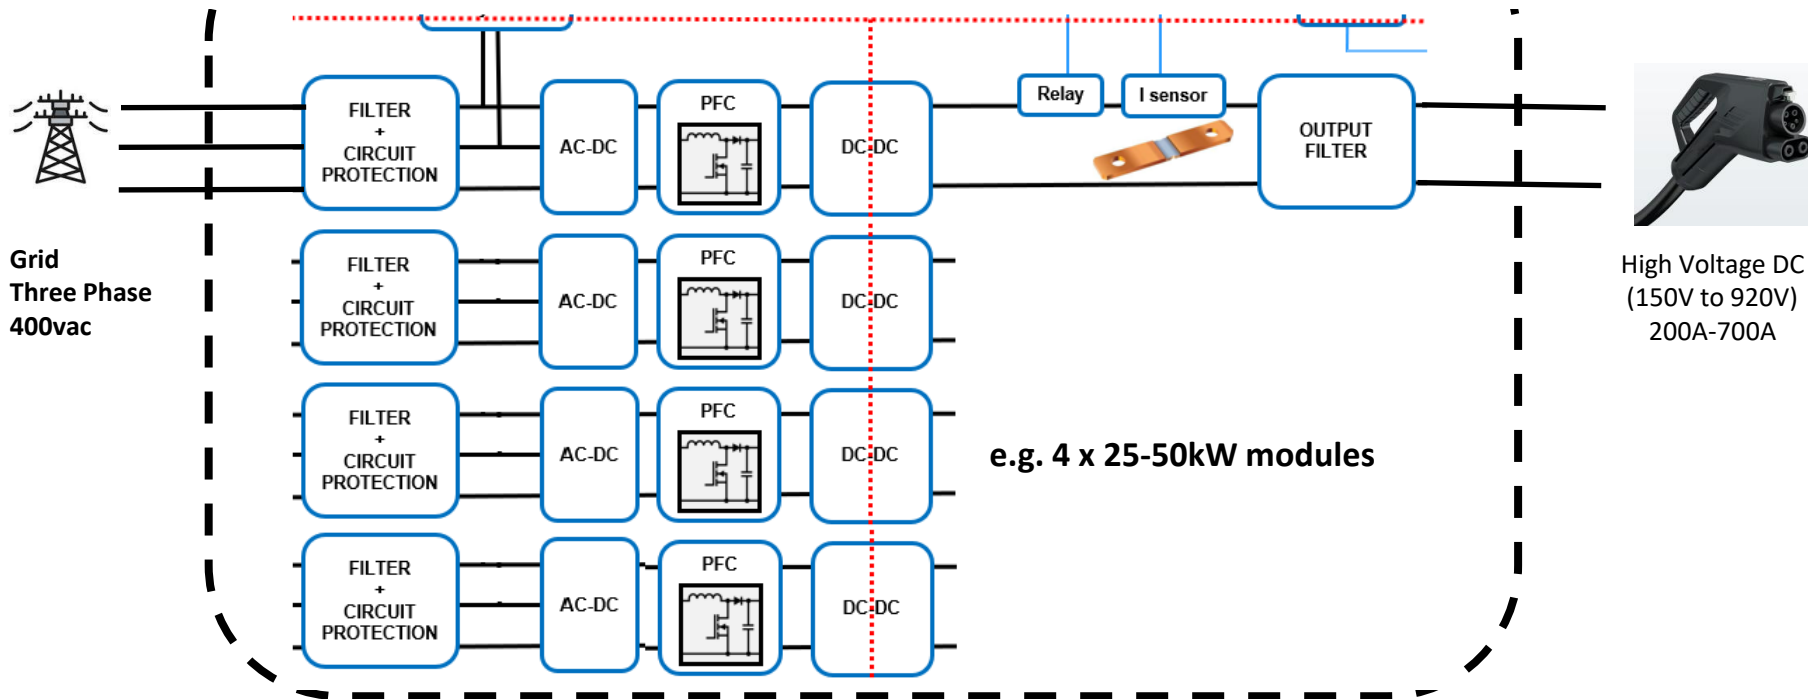 FILTER
+
CIRCUIT
PROTECTION
AC-DC
PFC
DC-DC
Relay
I sensor
OUTPUT
FILTER
Grid
Three Phase
400vac
High Voltage DC
(150V to 920V)
200A-700A
FILTER
+
CIRCUIT
PROTECTION
AC-DC
PFC
DC-DC
FILTER
+
CIRCUIT
PROTECTION
AC-DC
PFC
DC-DC
e.g. 4 x 25-50kW modules
FILTER
+
CIRCUIT
PROTECTION
AC-DC
PFC
DC-DC